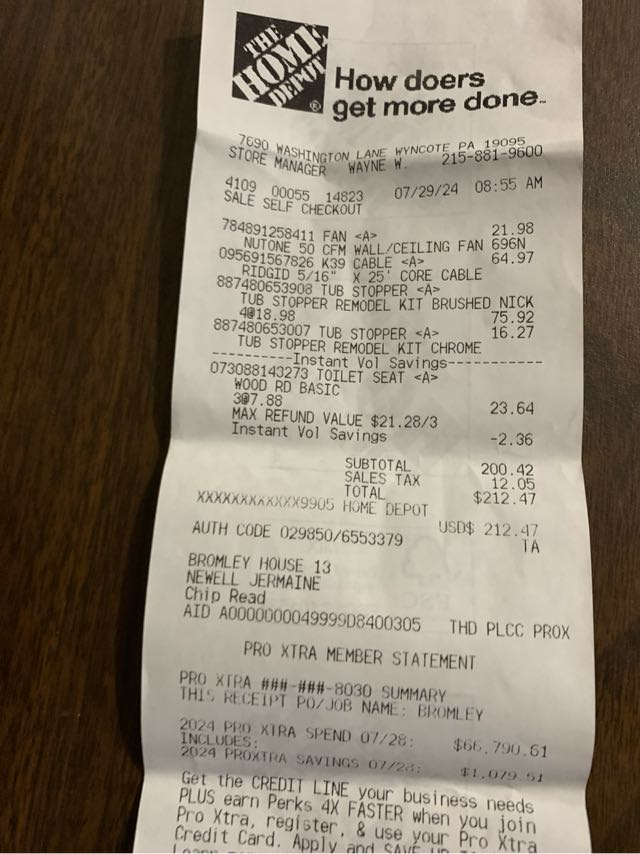 THE
HOME
DEPOT
How doers
get more done
7690 WASHINGTON LANE WYNCOTE PA 19095
STORE MANAGER WAYNE W. 215-881-9600
4109 00055 14823 07/29/24 08:55 AM
SALE SELF CHECKOUT
784891258411 FAN <A> 21.98
NUTONE 50 CFM WALL/CEILING FAN 696N
095691567826 K39 CABLE <A> 64.97
RIDGID 5/16" X 25' CORE CABLE
887480653908 TUB STOPPER <A>
TUB STOPPER REMODEL KIT BRUSHED NICK
4@18.98 75.92
887480653007 TUB STOPPER <A> 16.27
TUB STOPPER REMODEL KIT CHROME
----------Instant Vol Savings-----------
073088143273 TOILET SEAT <A>
WOOD RD BASIC
3@7.88 23.64
MAX REFUND VALUE $21.28/3
Instant Vol Savings -2.36
SUBTOTAL 200.42
SALES TAX 12.05
TOTAL $212.47
XXXXXXXXXXXX9905 HOME DEPOT
USD$ 212.47
AUTH CODE 029850/6553379 TA
BROMLEY HOUSE 13
NEWELL JERMAINE
Chip Read
AID A0000000049999D8400305 THD PLCC PROX
PRO XTRA MEMBER STATEMENT
PRO XTRA ###-###-8030 SUMMARY
THIS RECEIPT PO/JOB NAME: BROMLEY
2024 PRO XTRA SPEND 07/28: $66,790.61
INCLUDES:
2024 PROXTRA SAVINGS 07/28: $1,079.51
Get the CREDIT LINE your business needs
PLUS earn Perks 4X FASTER when you join
Pro Xtra, register, & use your Pro Xtra
Credit Card. Apply and SAVE UP